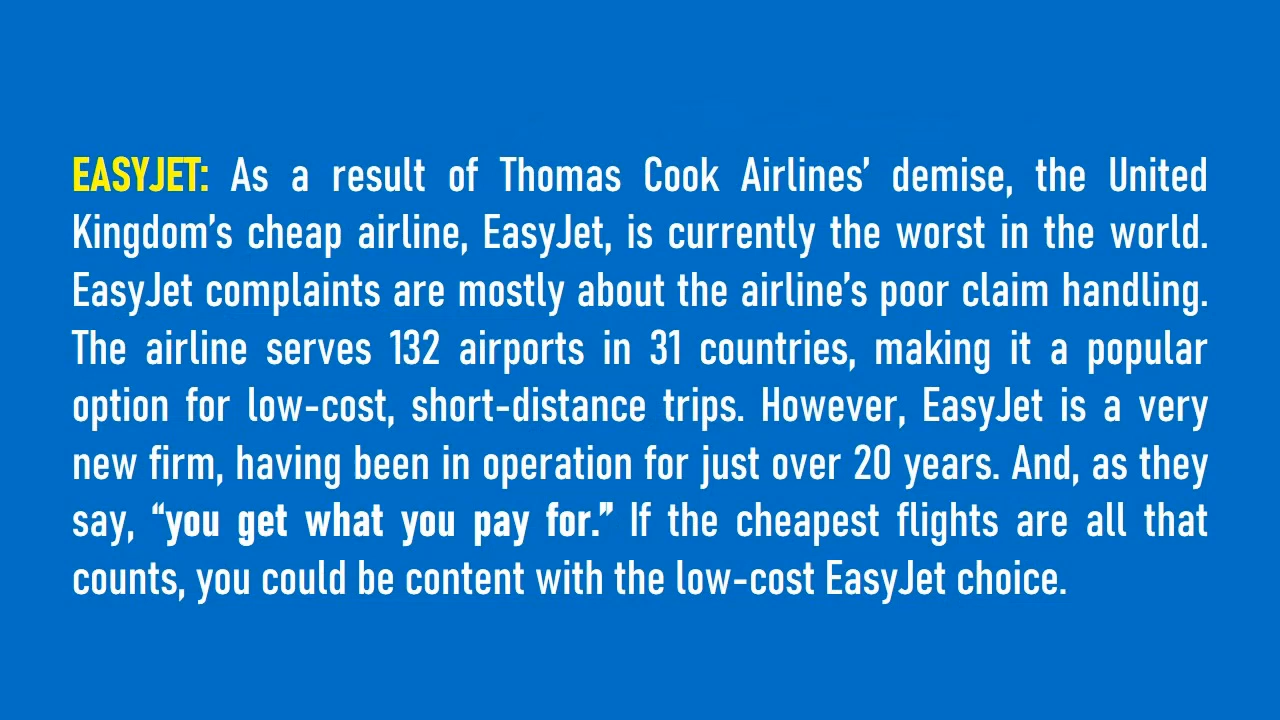 EASYJET: As a result of Thomas Cook Airlines’ demise, the United
Kingdom’s cheap airline, EasyJet, is currently the worst in the world.
EasyJet complaints are mostly about the airline’s poor claim handling.
The airline serves 132 airports in 31 countries, making it a popular
option for low-cost, short-distance trips. However, EasyJet is a very
new firm, having been in operation for just over 20 years. And, as they
say, “you get what you pay for.” If the cheapest flights are all that
counts, you could be content with the low-cost EasyJet choice.